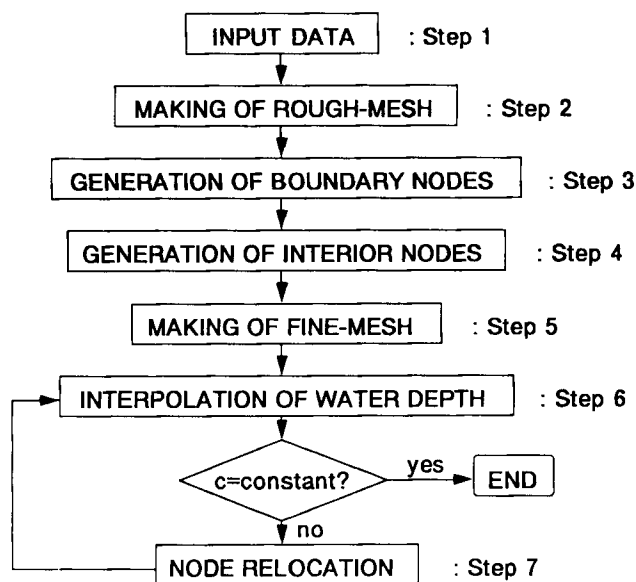 INPUT DATA : Step 1
MAKING OF ROUGH-MESH : Step 2
GENERATION OF BOUNDARY NODES : Step 3
GENERATION OF INTERIOR NODES : Step 4
MAKING OF FINE-MESH : Step 5
INTERPOLATION OF WATER DEPTH : Step 6
c=constant? yes END
no
NODE RELOCATION : Step 7